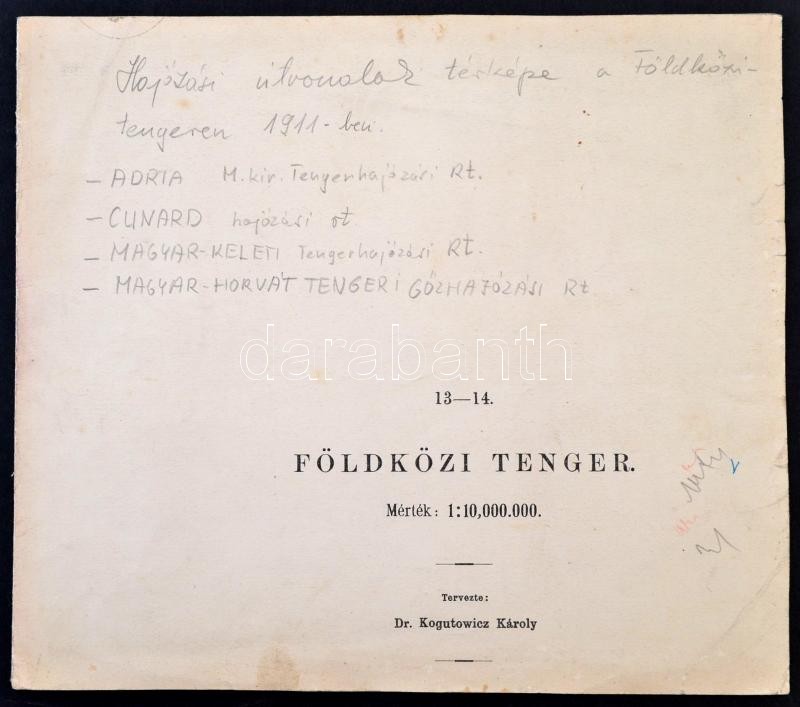 Hajózási útvonalak térképe a Földközi-
tengeren 1911-ben.
- ADRIA M. kir. Tengerhajózási Rt.
- CUNARD hajózási rt
- MAGYAR-KELETI Tengerhajózási Rt.
- MAGYAR-HORVÁT TENGERI GŐZHAJÓZÁSI Rt
darabanth
13—14.
FÖLDKÖZI TENGER.
Mérték: 1:10,000.000.
Tervezte:
Dr. Kogutowicz Károly